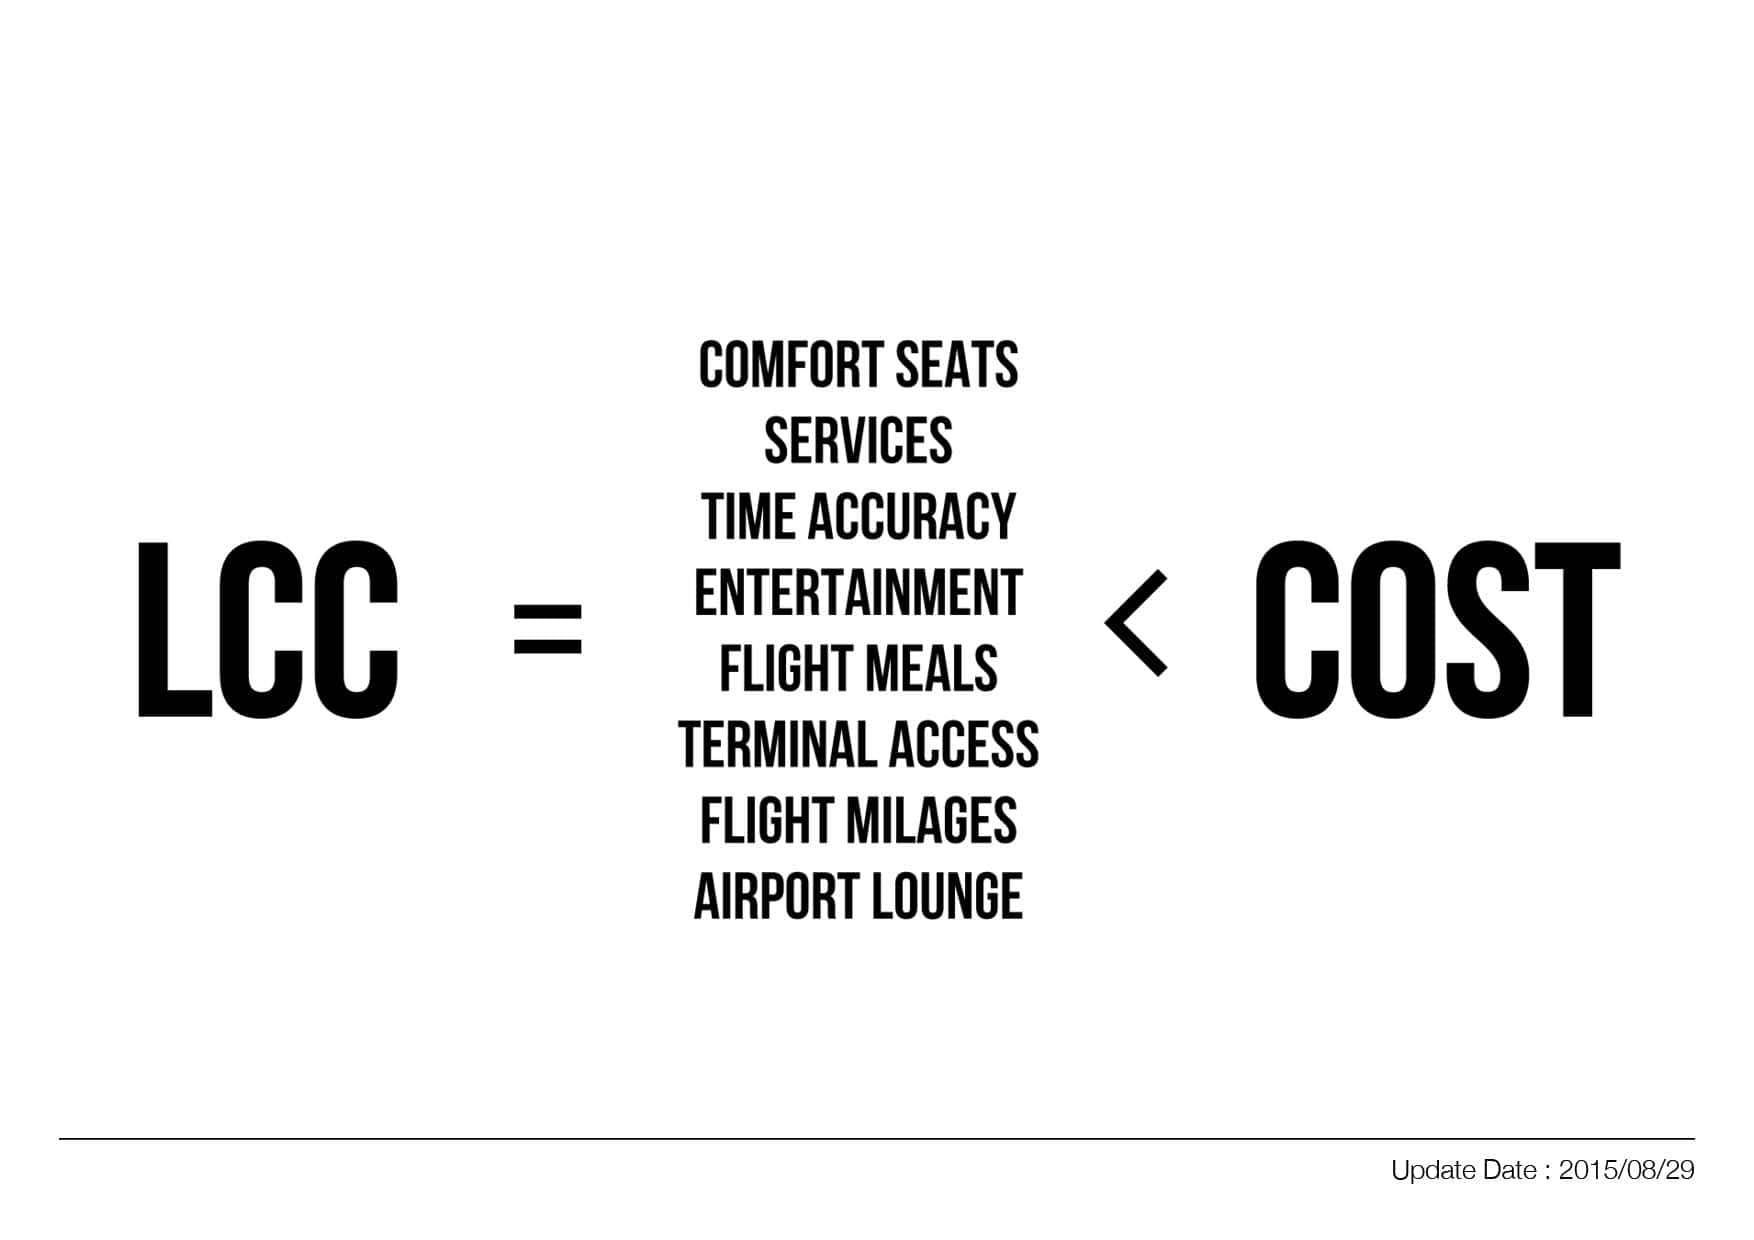 LCC
=
COMFORT SEATS
SERVICES
TIME ACCURACY
ENTERTAINMENT
FLIGHT MEALS
TERMINAL ACCESS
FLIGHT MILAGES
AIRPORT LOUNGE
<
COST
Update Date : 2015/08/29